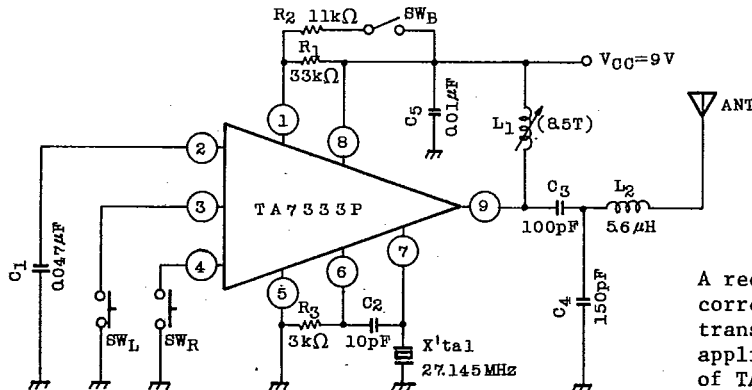 R2 11kΩ SWB
R1
33kΩ
VCC=9V
ANT
1
8
C5 0.01μF
L1 (8.5T)
2
3
4
TA7333P
9
C3
100pF
L2
5.6μH
7
6
5
C1 0.047μF
SWL
SWR
R3
3kΩ
C2
10pF
X'tal
27.145MHz
C4 150pF
A re
corre
trans
appli
of TA